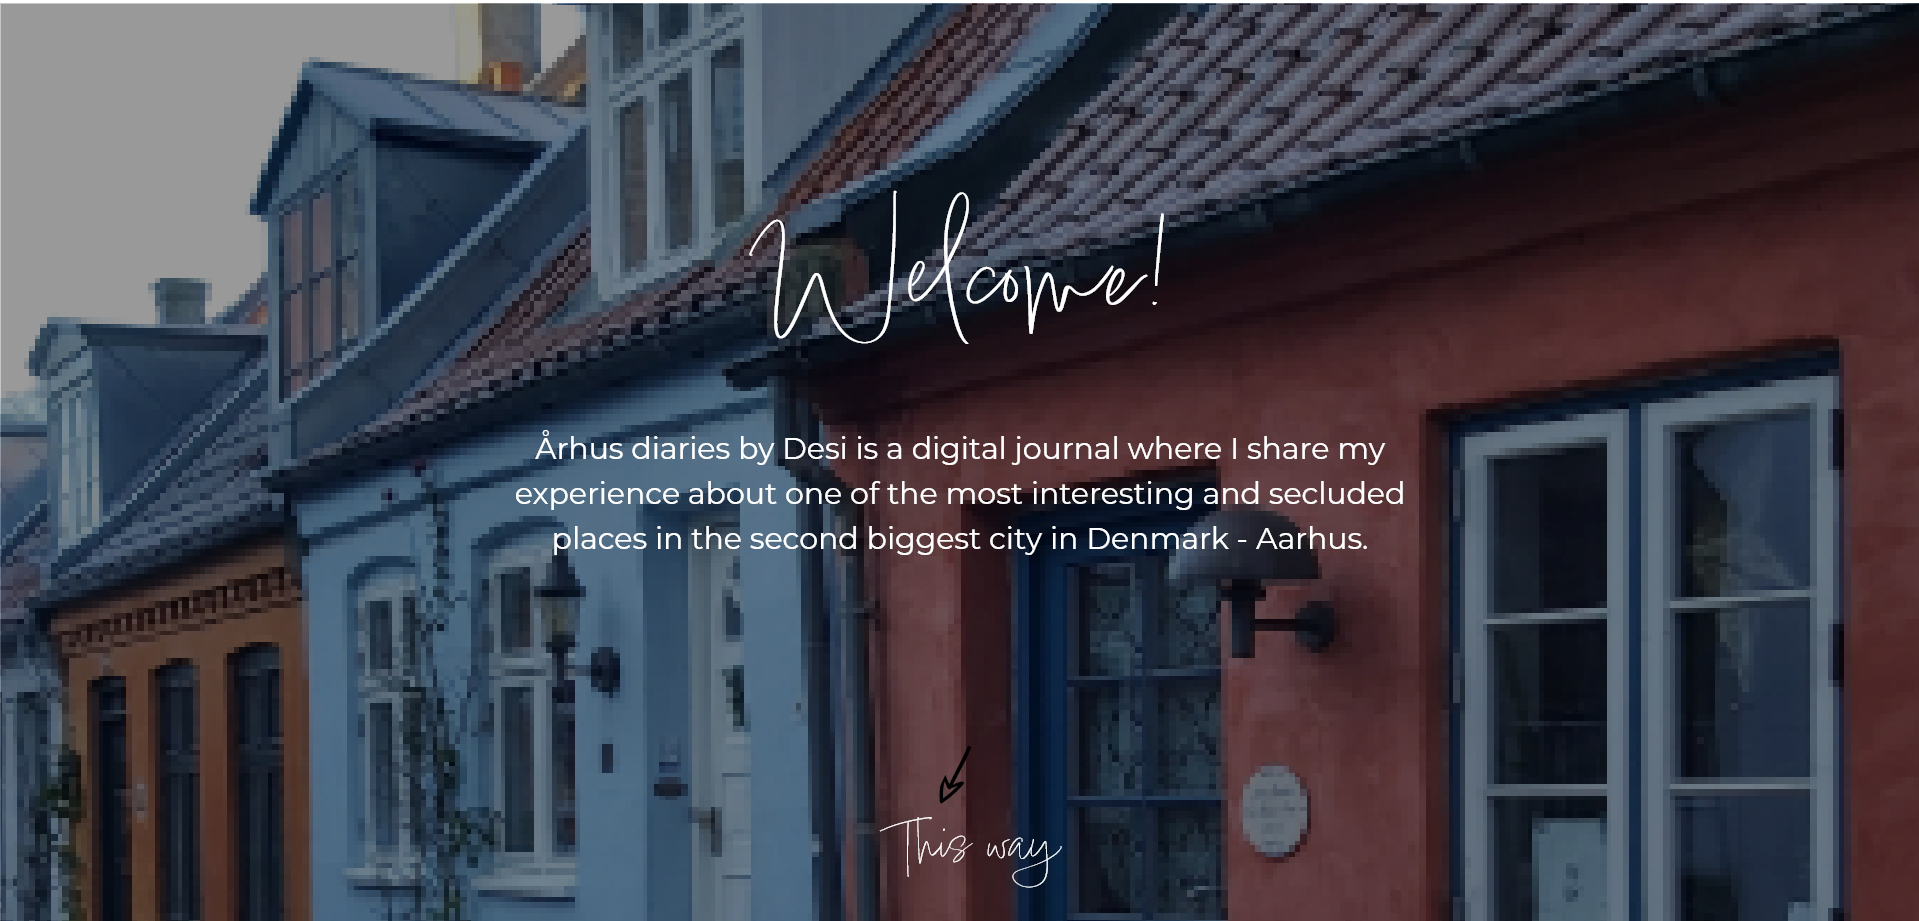 Welcome!
Århus diaries by Desi is a digital journal where I share my
experience about one of the most interesting and secluded
places in the second biggest city in Denmark - Aarhus.
This way